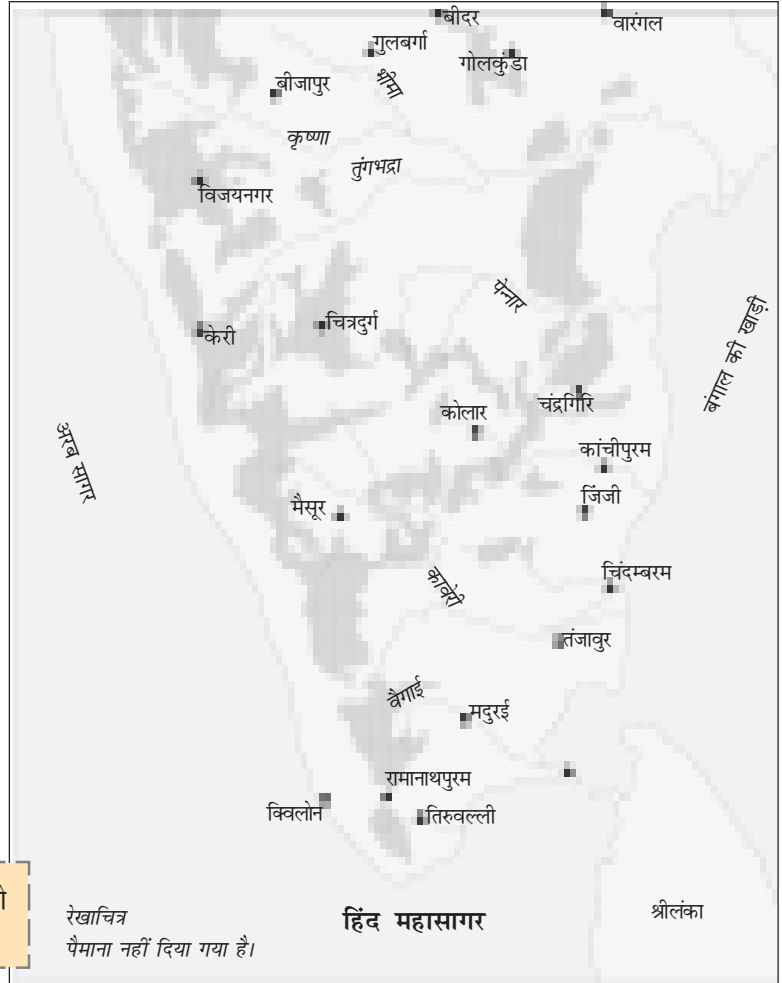 बीदर
वारंगल
गुलबर्गा
गोलकुंडा
भीमा
बीजापुर
कृष्णा
तुंगभद्रा
विजयनगर
पेन्नार
बंगाल की खाड़ी
केरी
चित्रदुर्ग
चंद्रगिरि
कोलार
अरब सागर
कांचीपुरम
जिंजी
मैसूर
कावेरी
चिंदम्बरम
तंजावुर
वैगाई
मदुरई
रामानाथपुरम
क्विलोन
तिरुवल्ली
श्रीलंका
हिंद महासागर
रेखाचित्र
पैमाना नहीं दिया गया है।